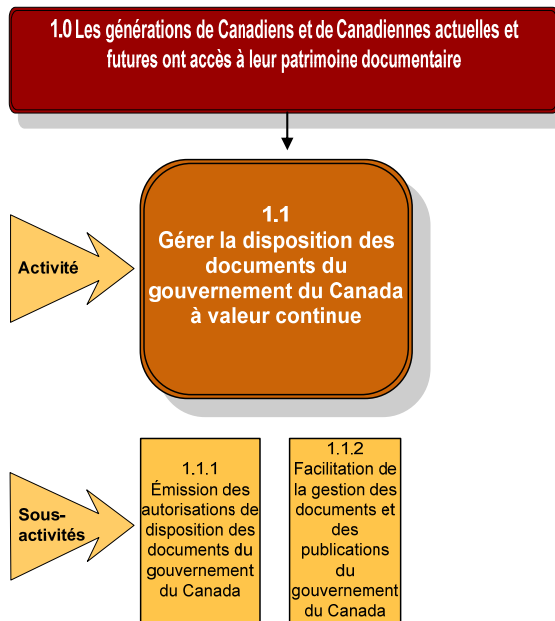 1.0 Les générations de Canadiens et de Canadiennes actuelles et
futures ont accès à leur patrimoine documentaire
1.1
Gérer la disposition des
documents du
gouvernement du Canada
à valeur continue
Activité
1.1.1
Émission des
autorisations de
disposition des
documents du
gouvernement
du Canada
1.1.2
Facilitation de
la gestion des
documents et
des
publications
du
gouvernement
du Canada
Sous-
activités